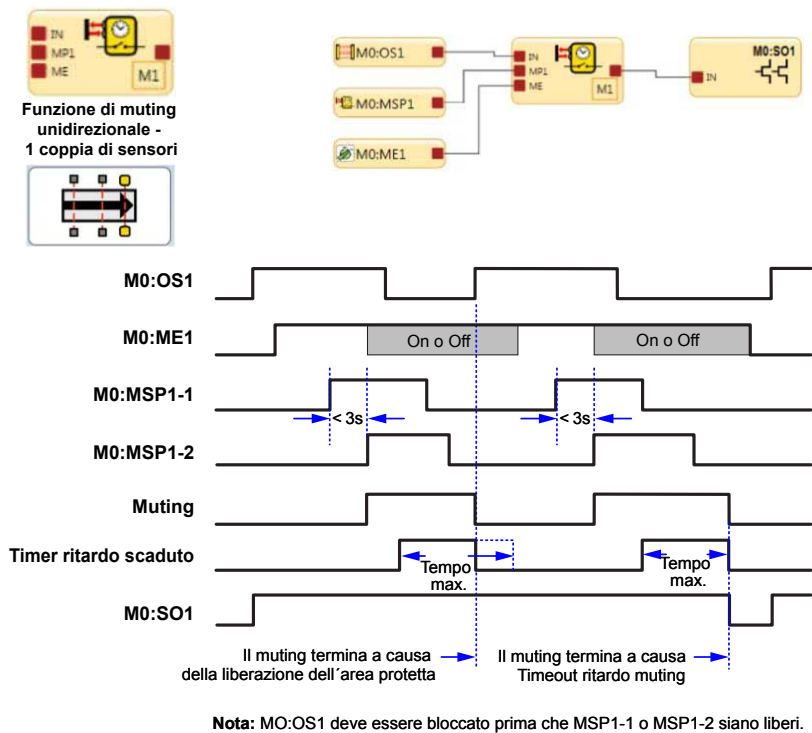 IN
MP1
ME
M1
Funzione di muting
unidirezionale -
1 coppia di sensori
M0:OS1
M0:MSP1
M0:ME1
IN
MP1
ME
M1
M0:SO1
IN
M0:OS1
M0:ME1
On o Off
On o Off
M0:MSP1-1
< 3s
< 3s
M0:MSP1-2
Muting
Timer ritardo scaduto
Tempo
max.
Tempo
max.
M0:SO1
Il muting termina a causa
della liberazione dell´area protetta
Il muting termina a causa
Timeout ritardo muting
Nota: MO:OS1 deve essere bloccato prima che MSP1-1 o MSP1-2 siano liberi.